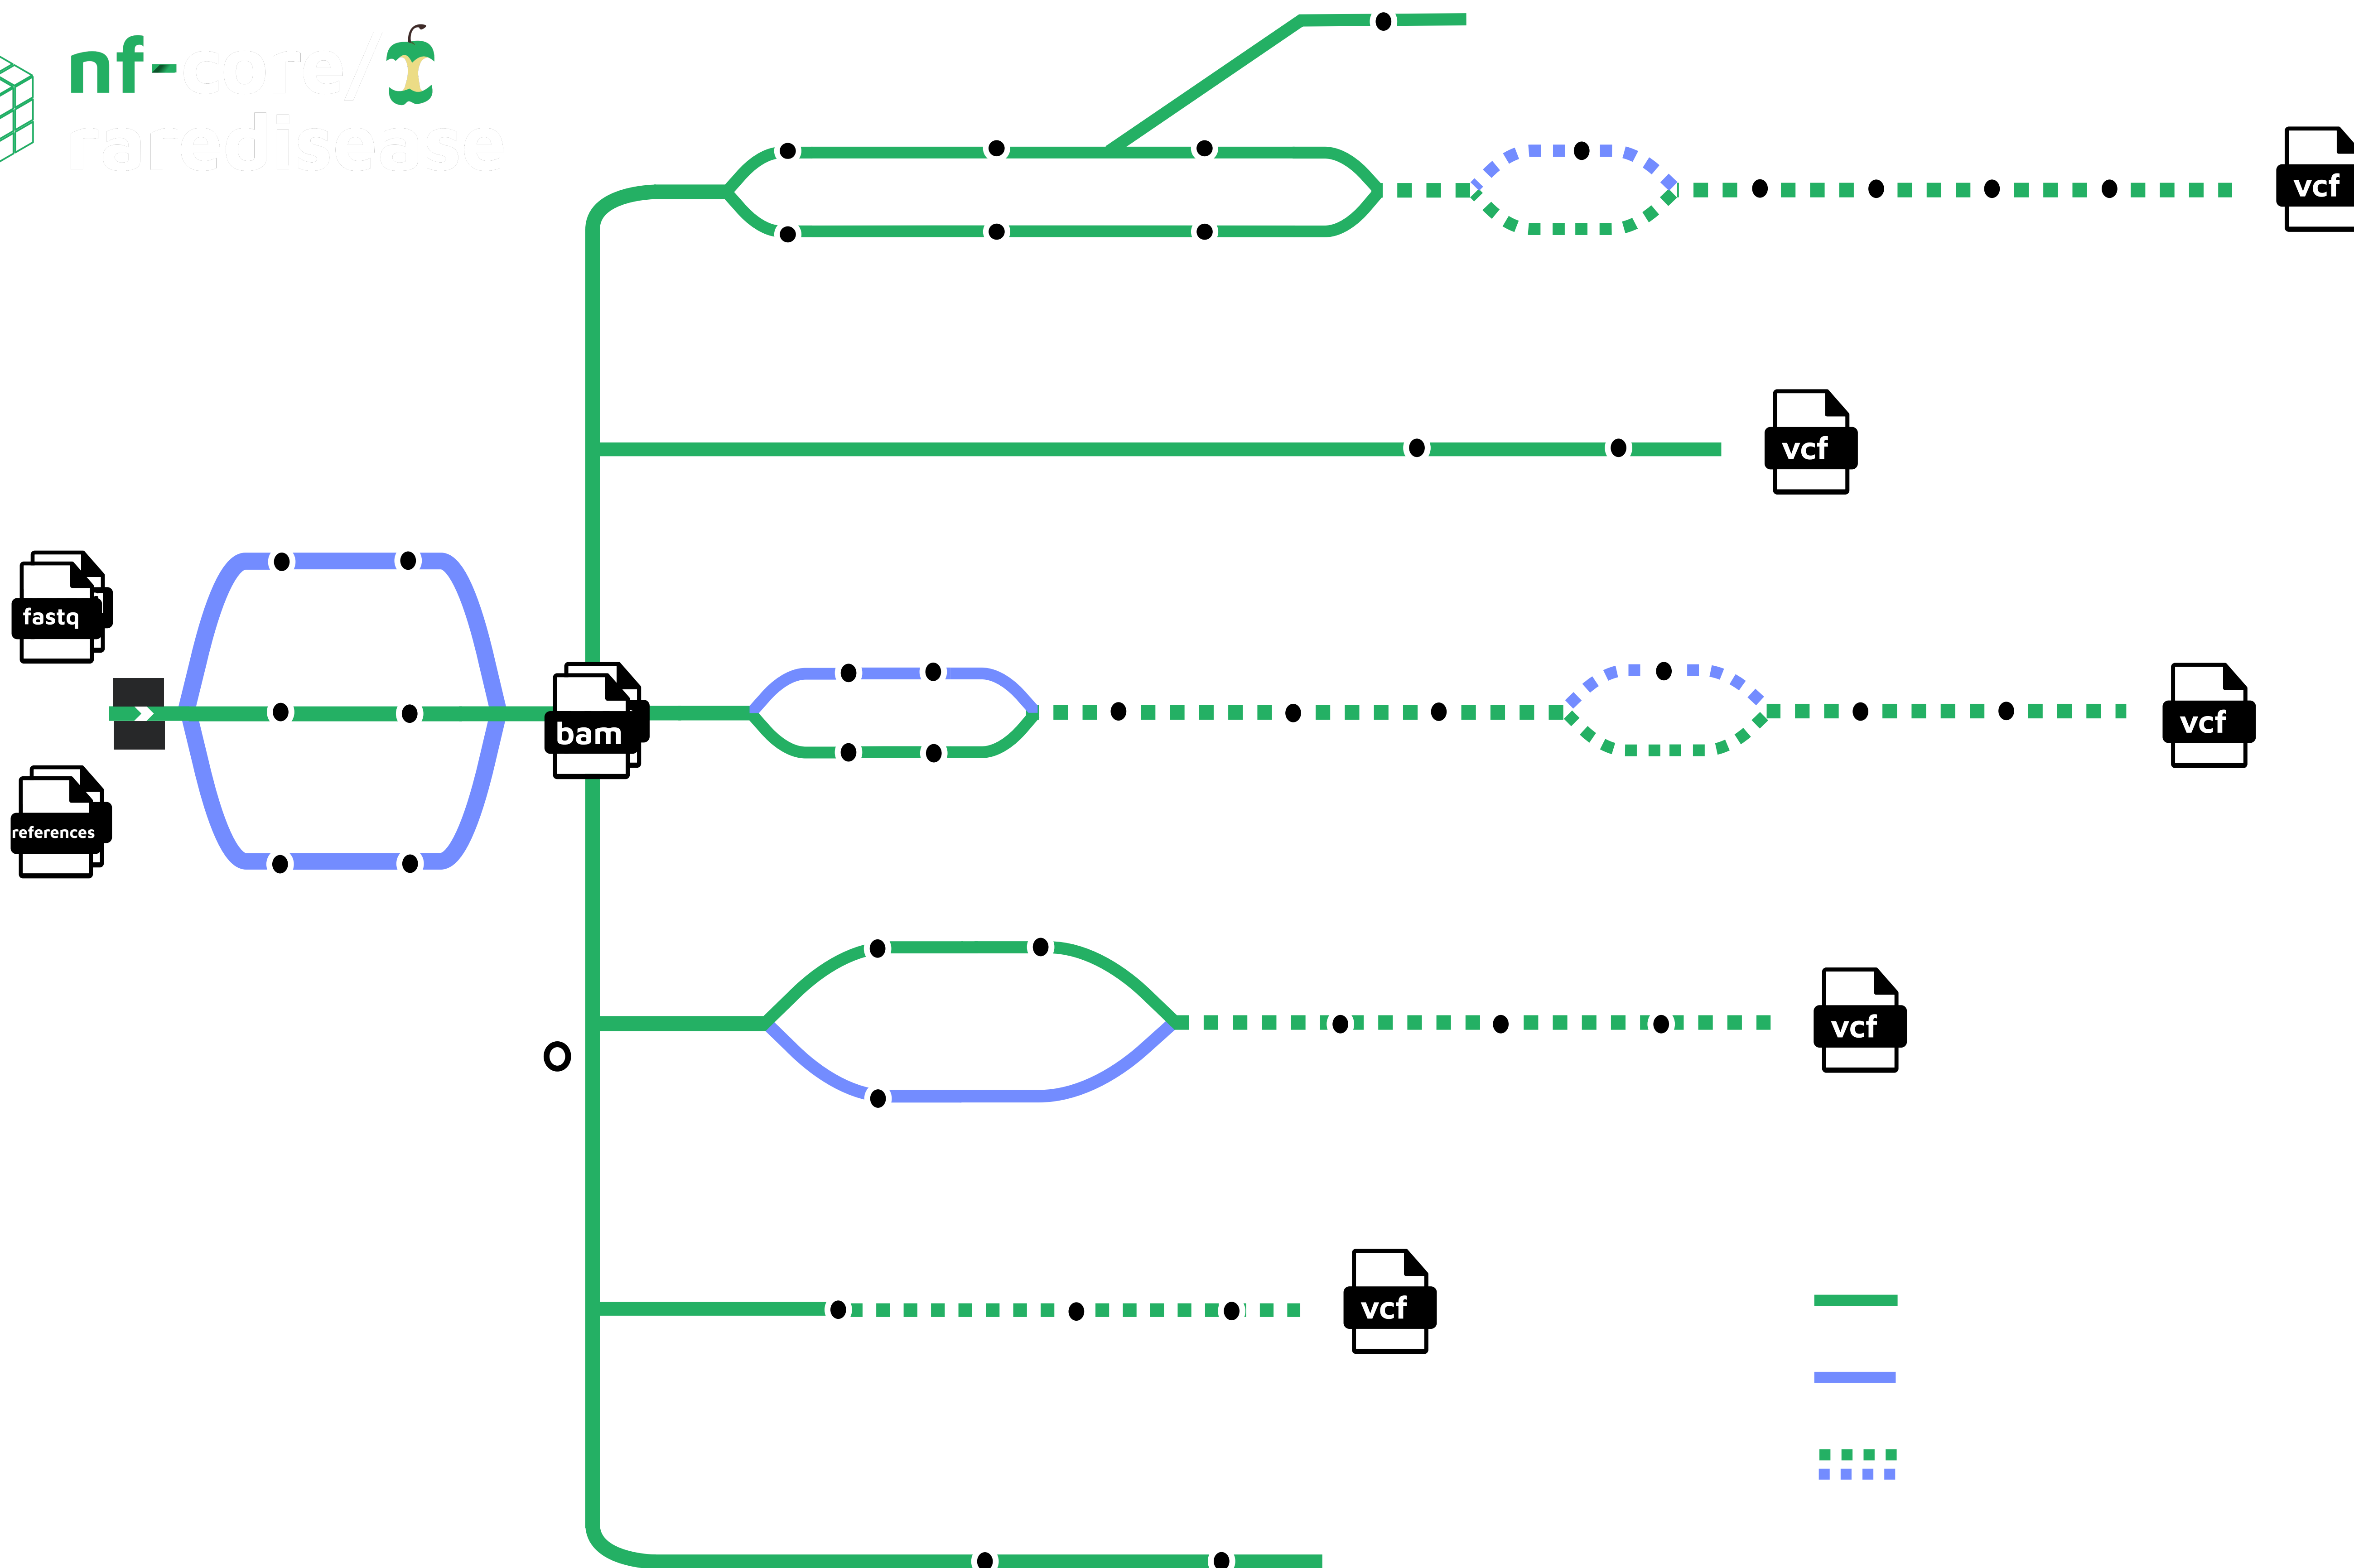 nf-core/
raredisease
vcf
vcf
fastq
bam
vcf
references
vcf
vcf